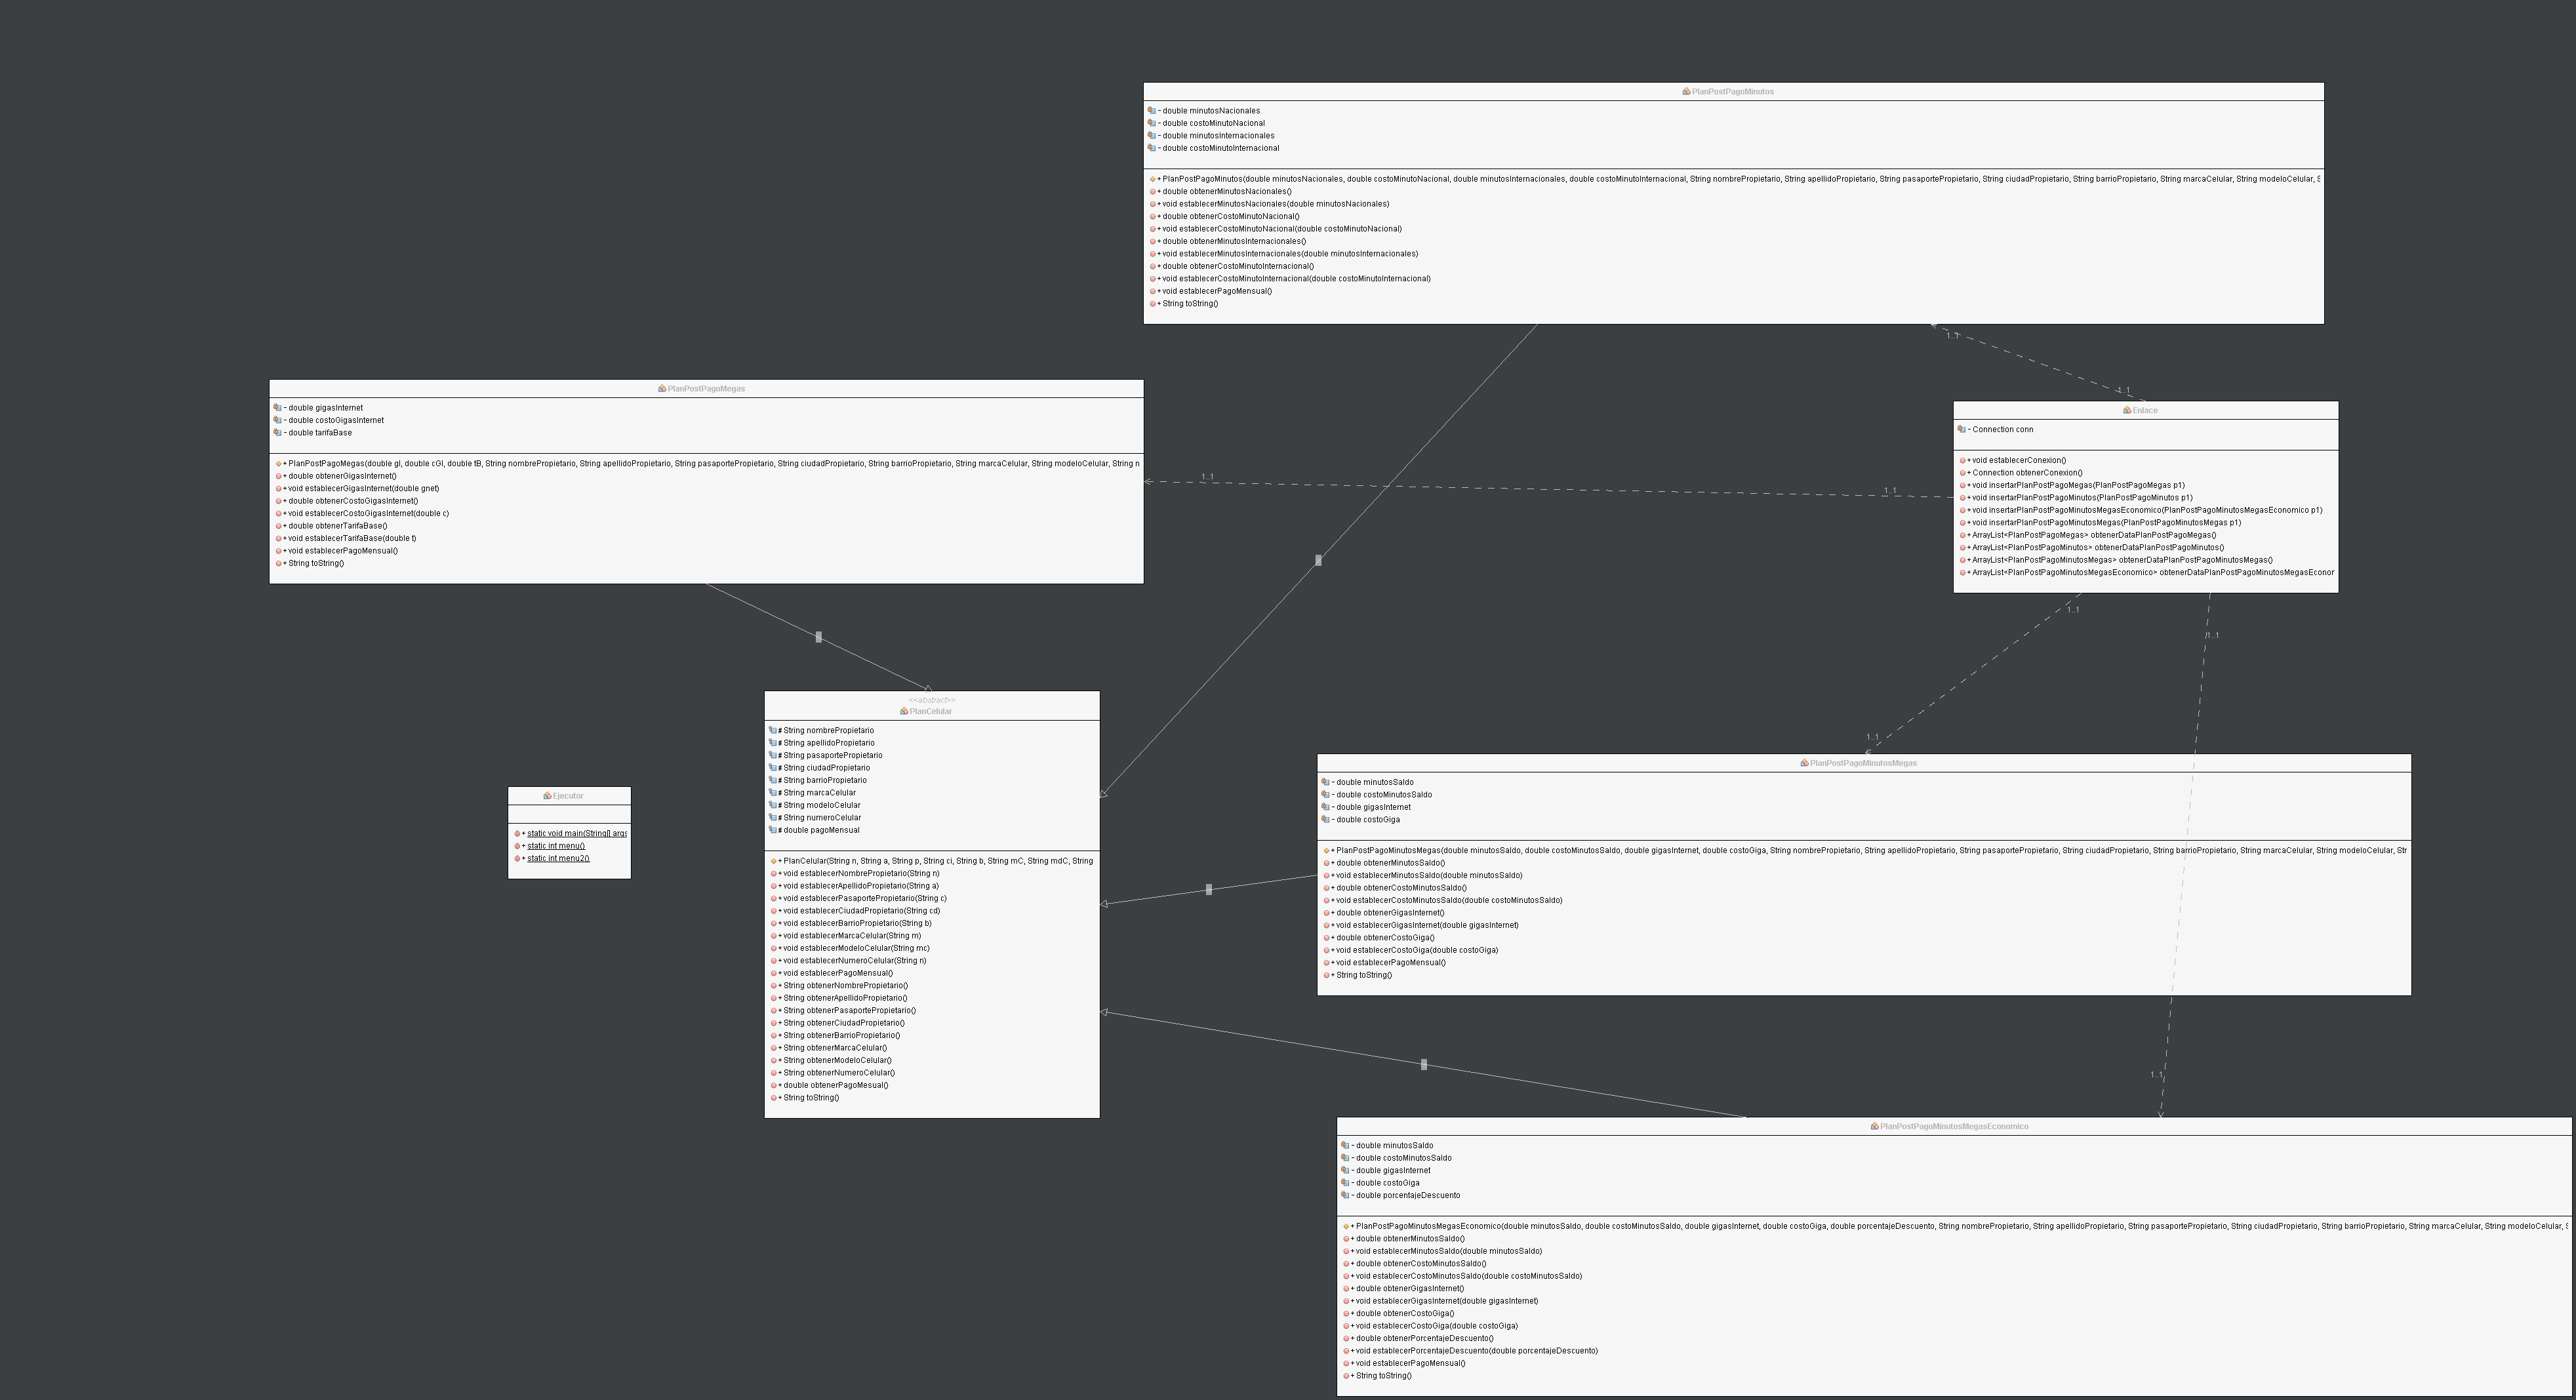 PlanPostPagoMinutos
- double minutosNacionales
- double costoMinutoNacional
- double minutosInternacionales
- double costoMinutoInternacional
+ PlanPostPagoMinutos(double minutosNacionales, double costoMinutoNacional, double minutosInternacionales, double costoMinutoInternacional, String nombrePropietario, String apellidoPropietario, String pasaportePropietario, String ciudadPropietario, String barrioPropietario, String marcaCelular, String modeloCelular, S
+ double obtenerMinutosNacionales()
+ void establecerMinutosNacionales(double minutosNacionales)
+ double obtenerCostoMinutoNacional()
+ void establecerCostoMinutoNacional(double costoMinutoNacional)
+ double obtenerMinutosInternacionales()
+ void establecerMinutosInternacionales(double minutosInternacionales)
+ double obtenerCostoMinutoInternacional()
+ void establecerCostoMinutoInternacional(double costoMinutoInternacional)
+ void establecerPagoMensual()
+ String toString()
1..1
1..1
PlanPostPagoMegas
- double gigasInternet
- double costoGigasInternet
- double tarifaBase
+ PlanPostPagoMegas(double gI, double cGI, double tB, String nombrePropietario, String apellidoPropietario, String pasaportePropietario, String ciudadPropietario, String barrioPropietario, String marcaCelular, String modeloCelular, String n
+ double obtenerGigasInternet()
+ void establecerGigasInternet(double gnet)
+ double obtenerCostoGigasInternet()
+ void establecerCostoGigasInternet(double c)
+ double obtenerTarifaBase()
+ void establecerTarifaBase(double t)
+ void establecerPagoMensual()
+ String toString()
1..1
1..1
Enlace
- Connection conn
+ void establecerConexion()
+ Connection obtenerConexion()
+ void insertarPlanPostPagoMegas(PlanPostPagoMegas p1)
+ void insertarPlanPostPagoMinutos(PlanPostPagoMinutos p1)
+ void insertarPlanPostPagoMinutosMegasEconomico(PlanPostPagoMinutosMegasEconomico p1)
+ void insertarPlanPostPagoMinutosMegas(PlanPostPagoMinutosMegas p1)
+ ArrayList<PlanPostPagoMegas> obtenerDataPlanPostPagoMegas()
+ ArrayList<PlanPostPagoMinutos> obtenerDataPlanPostPagoMinutos()
+ ArrayList<PlanPostPagoMinutosMegas> obtenerDataPlanPostPagoMinutosMegas()
+ ArrayList<PlanPostPagoMinutosMegasEconomico> obtenerDataPlanPostPagoMinutosMegasEconor
1..1
1..1
1..1
1..1
<<abstract>>
PlanCelular
# String nombrePropietario
# String apellidoPropietario
# String pasaportePropietario
# String ciudadPropietario
# String barrioPropietario
# String marcaCelular
# String modeloCelular
# String numeroCelular
# double pagoMensual
+ PlanCelular(String n, String a, String p, String ci, String b, String mC, String mdC, String
+ void establecerNombrePropietario(String n)
+ void establecerApellidoPropietario(String a)
+ void establecerPasaportePropietario(String c)
+ void establecerCiudadPropietario(String cd)
+ void establecerBarrioPropietario(String b)
+ void establecerMarcaCelular(String m)
+ void establecerModeloCelular(String mc)
+ void establecerNumeroCelular(String n)
+ void establecerPagoMensual()
+ String obtenerNombrePropietario()
+ String obtenerApellidoPropietario()
+ String obtenerPasaportePropietario()
+ String obtenerCiudadPropietario()
+ String obtenerBarrioPropietario()
+ String obtenerMarcaCelular()
+ String obtenerModeloCelular()
+ String obtenerNumeroCelular()
+ double obtenerPagoMesual()
+ String toString()
Ejecutor
+ static void main(String[] args
+ static int menu()
+ static int menu2()
PlanPostPagoMinutosMegas
- double minutosSaldo
- double costoMinutosSaldo
- double gigasInternet
- double costoGiga
+ PlanPostPagoMinutosMegas(double minutosSaldo, double costoMinutosSaldo, double gigasInternet, double costoGiga, String nombrePropietario, String apellidoPropietario, String pasaportePropietario, String ciudadPropietario, String barrioPropietario, String marcaCelular, String modeloCelular, Str
+ double obtenerMinutosSaldo()
+ void establecerMinutosSaldo(double minutosSaldo)
+ double obtenerCostoMinutosSaldo()
+ void establecerCostoMinutosSaldo(double costoMinutosSaldo)
+ double obtenerGigasInternet()
+ void establecerGigasInternet(double gigasInternet)
+ double obtenerCostoGiga()
+ void establecerCostoGiga(double costoGiga)
+ void establecerPagoMensual()
+ String toString()
PlanPostPagoMinutosMegasEconomico
- double minutosSaldo
- double costoMinutosSaldo
- double gigasInternet
- double costoGiga
- double porcentajeDescuento
+ PlanPostPagoMinutosMegasEconomico(double minutosSaldo, double costoMinutosSaldo, double gigasInternet, double costoGiga, double porcentajeDescuento, String nombrePropietario, String apellidoPropietario, String pasaportePropietario, String ciudadPropietario, String barrioPropietario, String marcaCelular, String modeloCelular, S
+ double obtenerMinutosSaldo()
+ void establecerMinutosSaldo(double minutosSaldo)
+ double obtenerCostoMinutosSaldo()
+ void establecerCostoMinutosSaldo(double costoMinutosSaldo)
+ double obtenerGigasInternet()
+ void establecerGigasInternet(double gigasInternet)
+ double obtenerCostoGiga()
+ void establecerCostoGiga(double costoGiga)
+ double obtenerPorcentajeDescuento()
+ void establecerPorcentajeDescuento(double porcentajeDescuento)
+ void establecerPagoMensual()
+ String toString()